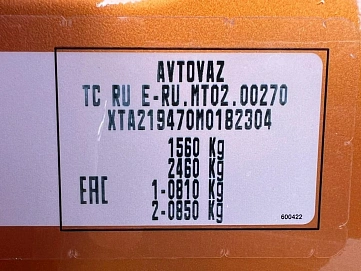 AVTOVAZ
TC RU E-RU.MT02.00270
XTA219470M0182304
1560 Kg
2460 Kg
1-0810 Kg
2-0850 Kg
EAC
600422